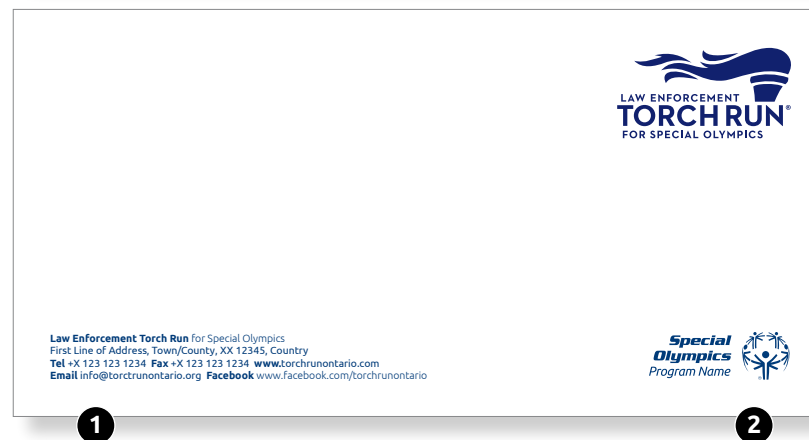 LAW ENFORCEMENT
TORCH RUN®
FOR SPECIAL OLYMPICS
Law Enforcement Torch Run for Special Olympics
First Line of Address, Town/County, XX 12345, Country
Tel +X 123 123 1234 Fax +X 123 123 1234 www.torchrunontario.com
Email info@torctrunontario.org Facebook www.facebook.com/torchrunontario
Special
Olympics
Program Name
1
2